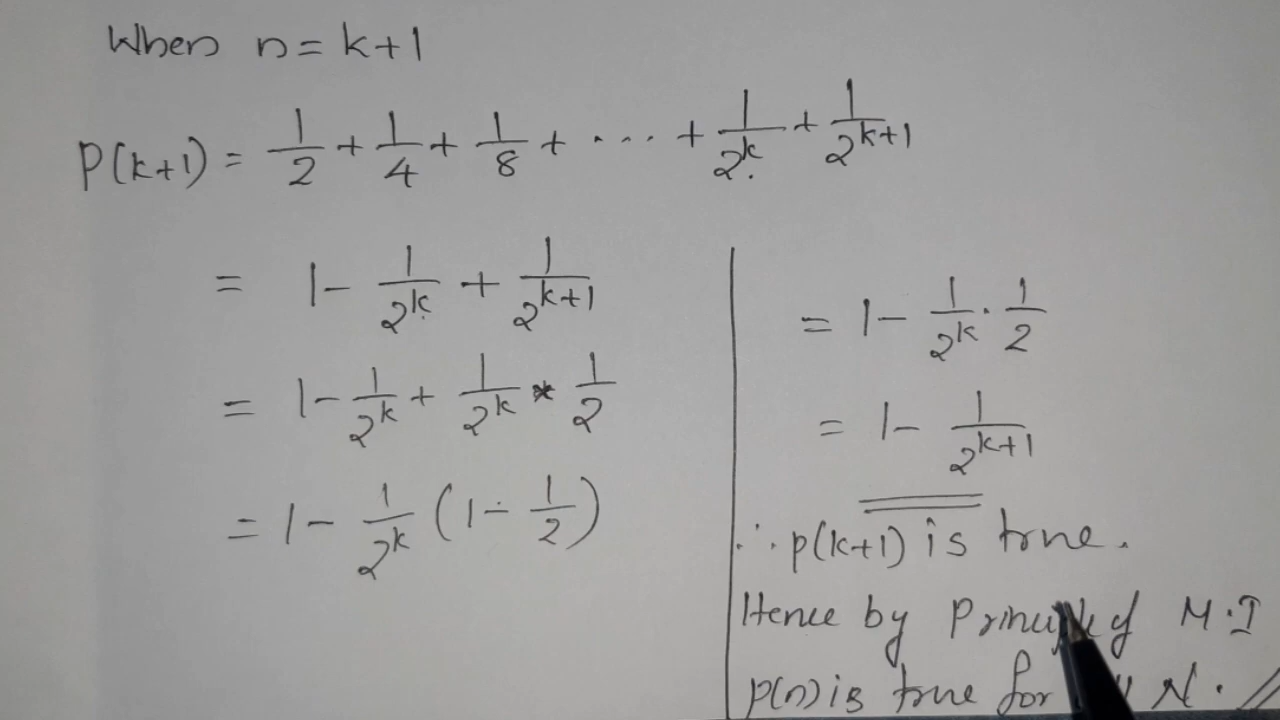 When n = k+1
P(k+1) = 1/2 + 1/4 + 1/8 + ... + 1/2^k + 1/2^(k+1)
= 1 - 1/2^k + 1/2^(k+1)
= 1 - 1/2^k + 1/2^k * 1/2
= 1 - 1/2^k (1 - 1/2)
= 1 - 1/2^k · 1/2
= 1 - 1/2^(k+1)
∴ p(k+1) is true.
Hence by Principle of M.I
p(n) is true for N. //